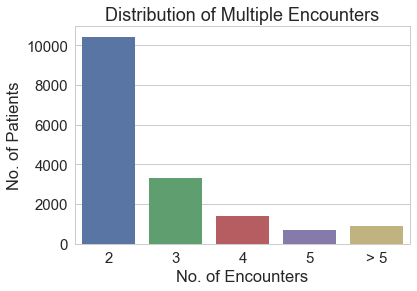 Distribution of Multiple Encounters
No. of Patients
10000
8000
6000
4000
2000
0
2 3 4 5 > 5
No. of Encounters